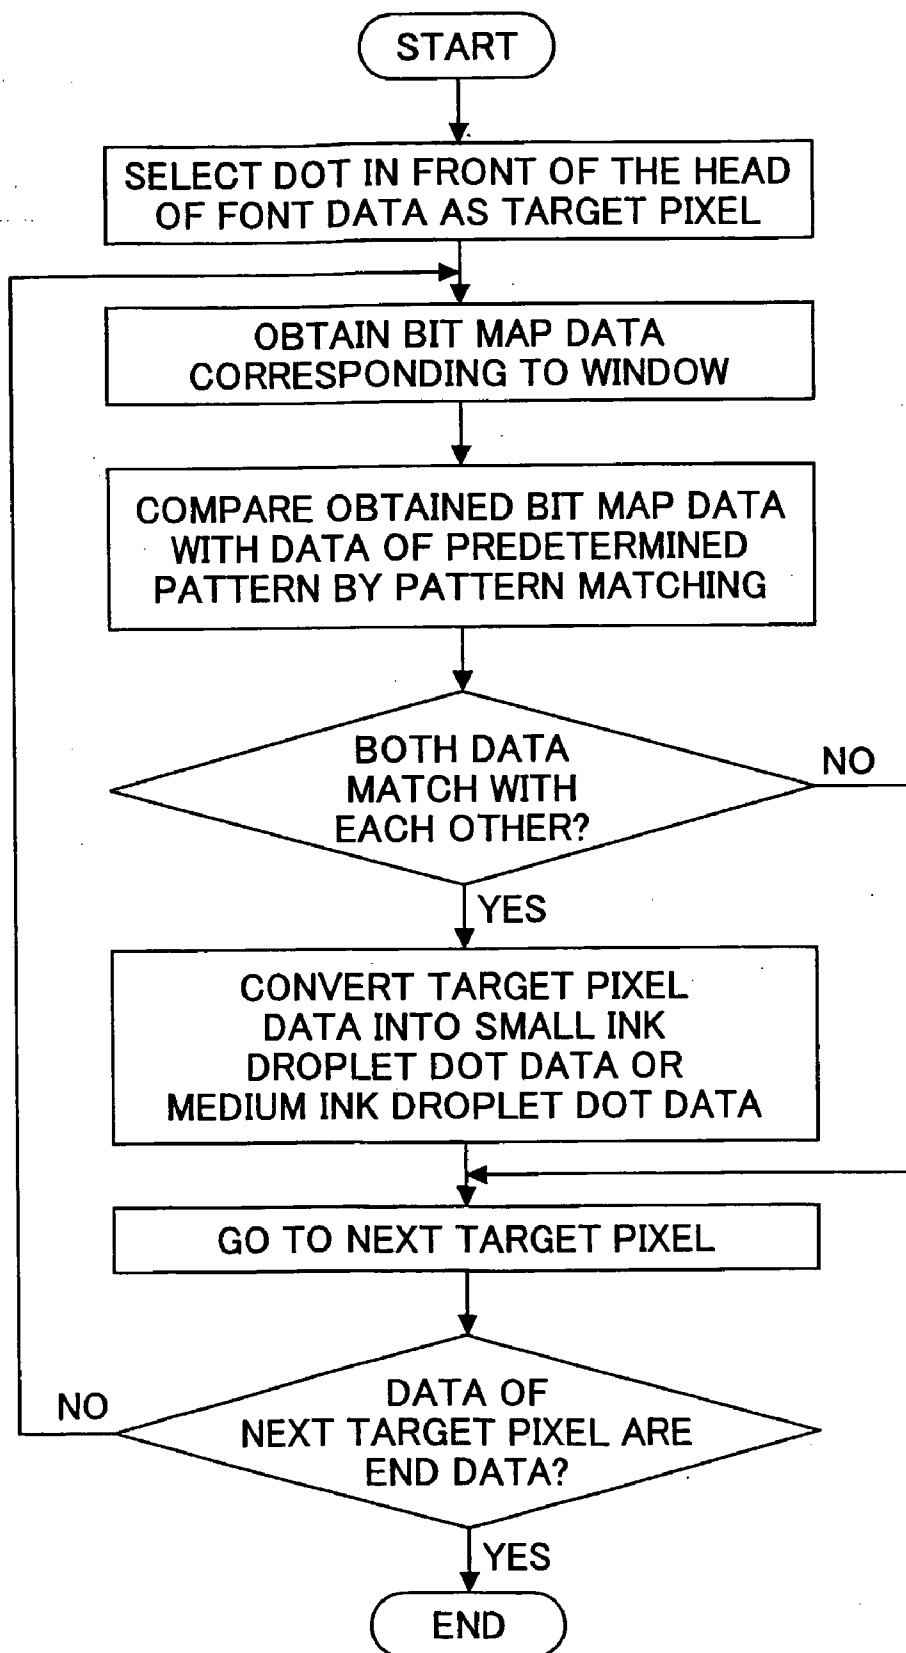 START
SELECT DOT IN FRONT OF THE HEAD
OF FONT DATA AS TARGET PIXEL
OBTAIN BIT MAP DATA
CORRESPONDING TO WINDOW
COMPARE OBTAINED BIT MAP DATA
WITH DATA OF PREDETERMINED
PATTERN BY PATTERN MATCHING
BOTH DATA
MATCH WITH
EACH OTHER?
NO
YES
CONVERT TARGET PIXEL
DATA INTO SMALL INK
DROPLET DOT DATA OR
MEDIUM INK DROPLET DOT DATA
GO TO NEXT TARGET PIXEL
DATA OF
NEXT TARGET PIXEL ARE
END DATA?
NO
YES
END